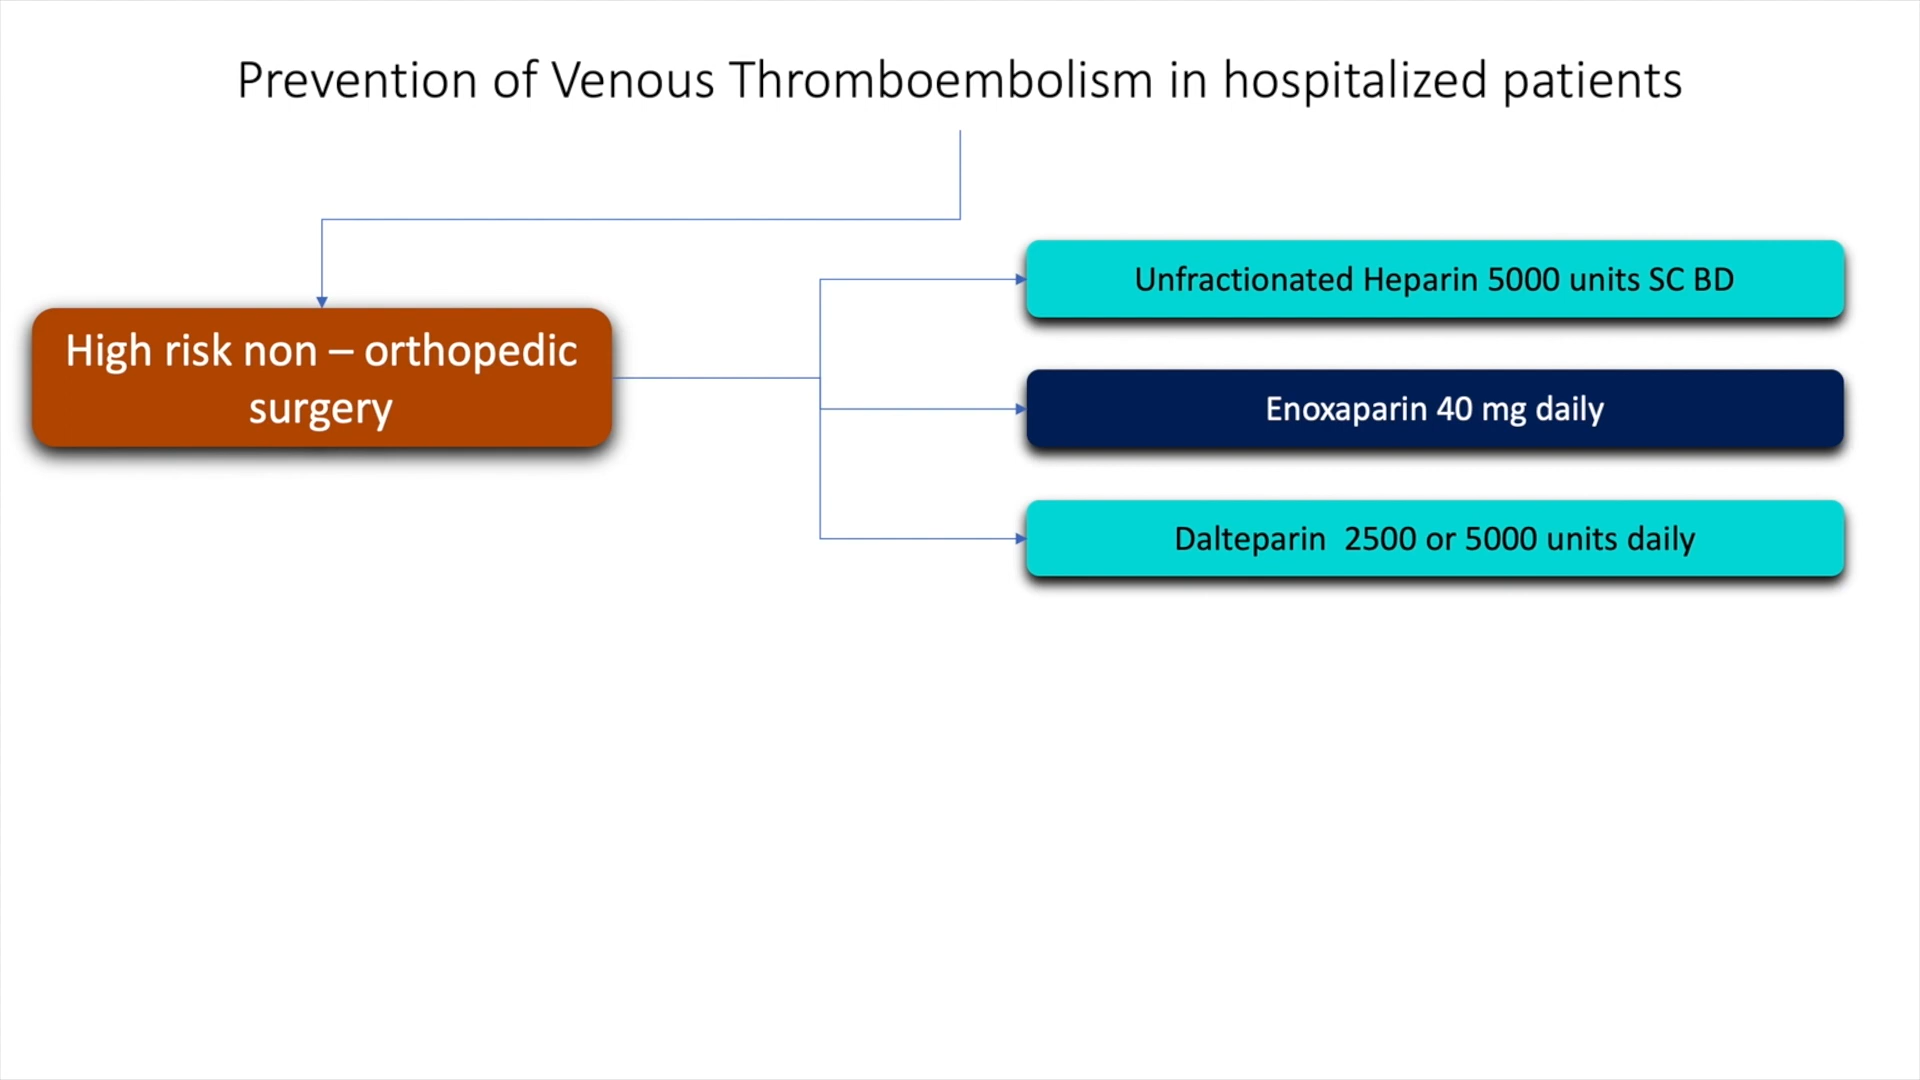 Prevention of Venous Thromboembolism in hospitalized patients
High risk non – orthopedic
surgery
Unfractionated Heparin 5000 units SC BD
Enoxaparin 40 mg daily
Dalteparin  2500 or 5000 units daily